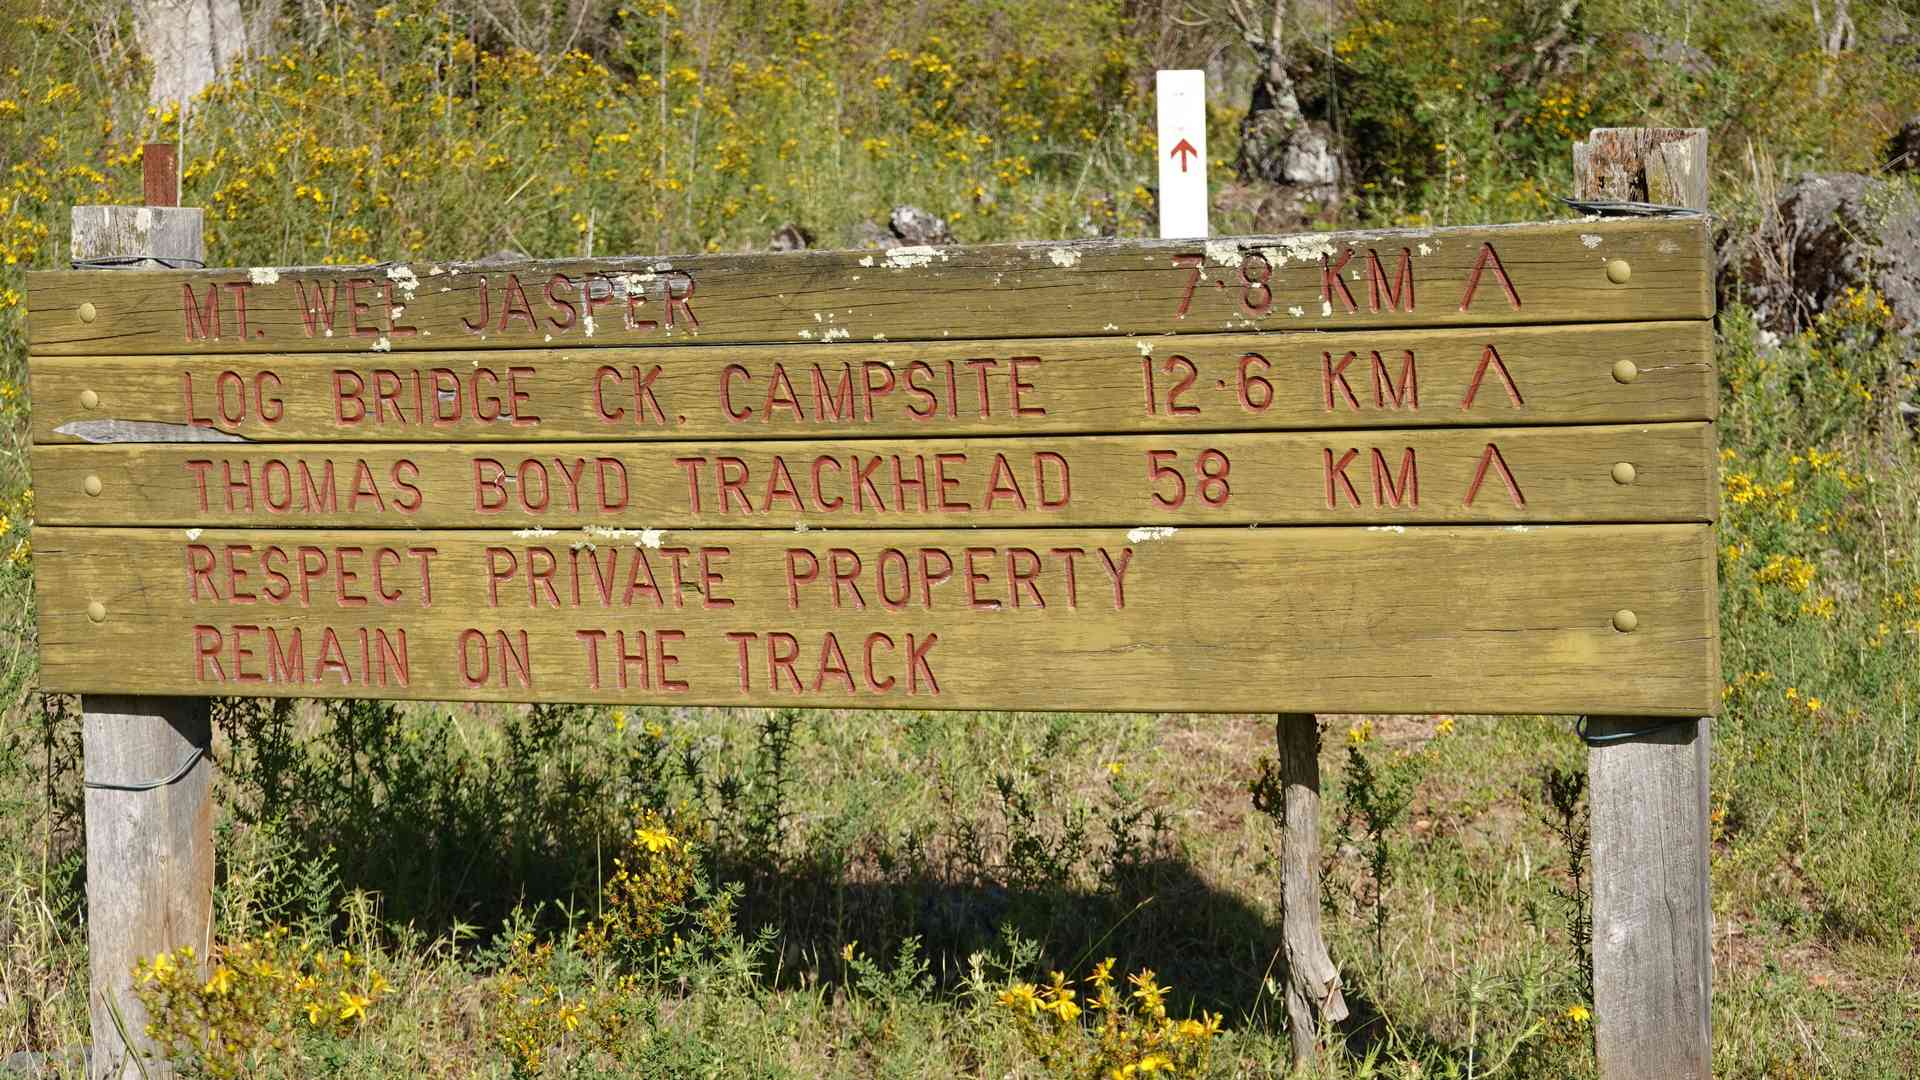 MT. WEE JASPER 7·8 KM Λ
LOG BRIDGE CK. CAMPSITE 12·6 KM Λ
THOMAS BOYD TRACKHEAD 58 KM Λ
RESPECT PRIVATE PROPERTY
REMAIN ON THE TRACK